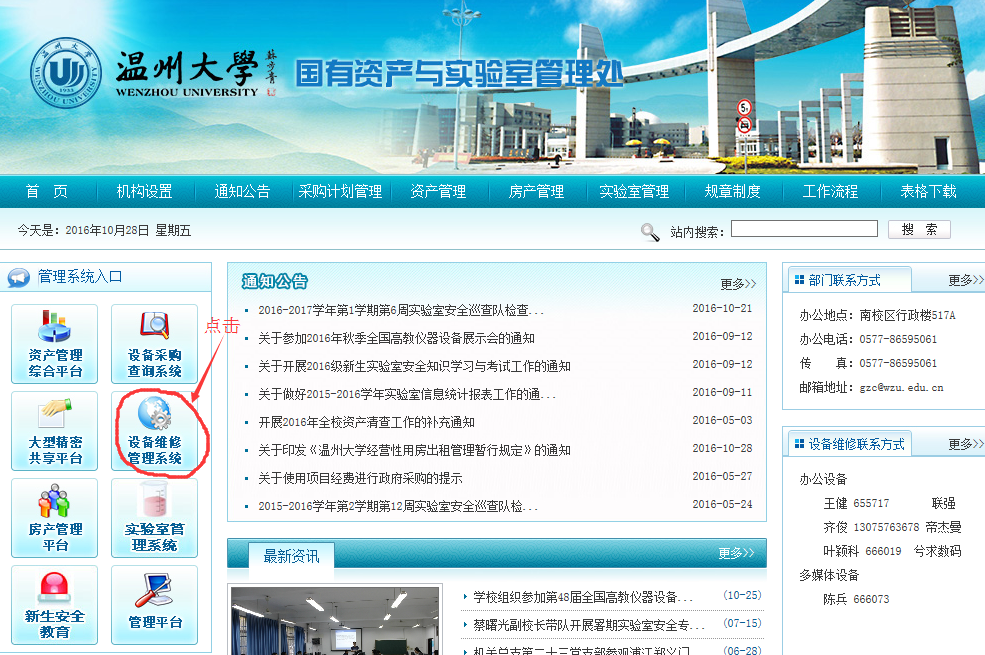 温州大學
WENZHOU UNIVERSITY
国有资产与实验室管理处
首 页 机构设置 通知公告 采购计划管理 资产管理 房产管理 实验室管理 规章制度 工作流程 表格下载
今天是：2016年10月28日 星期五
站内搜索： 搜 索
管理系统入口
资产管理
综合平台
设备采购
查询系统
点击
大型精密
共享平台
设备维修
管理系统
房产管理
平台
实验室管
理系统
新生安全
教育
管理平台
通知公告 更多>>
2016-2017学年第1学期第6周实验室安全巡查队检查... 2016-10-21
关于参加2016年秋季全国高教仪器设备展示会的通知 2016-09-12
关于开展2016级新生实验室安全知识学习与考试工作的通知 2016-09-12
关于做好2015-2016学年实验室信息统计报表工作的通... 2016-09-11
开展2016年全校资产清查工作的补充通知 2016-05-03
关于印发《温州大学经营性用房出租管理暂行规定》的通知 2016-10-28
关于使用项目经费进行政府采购的提示 2016-05-27
2015-2016学年第2学期第12周实验室安全巡查队检... 2016-05-24
最新资讯 更多>>
学校组织参加第48届全国高教仪器设备... (10-25)
蔡曙光副校长带队开展暑期实验室安全专... (07-15)
机关总支第二十三党支部参观浦江郑义门 (06-28)
部门联系方式 更多>>
办公地点：南校区行政楼517A
办公电话：0577-86595061
传 真：0577-86595061
邮箱地址：gzc@wzu.edu.cn
设备维修联系方式 更多>>
办公设备
王健 655717 联强
齐俊 13075763678 帝杰曼
叶颖科 666019 兮求数码
多媒体设备
陈兵 666073